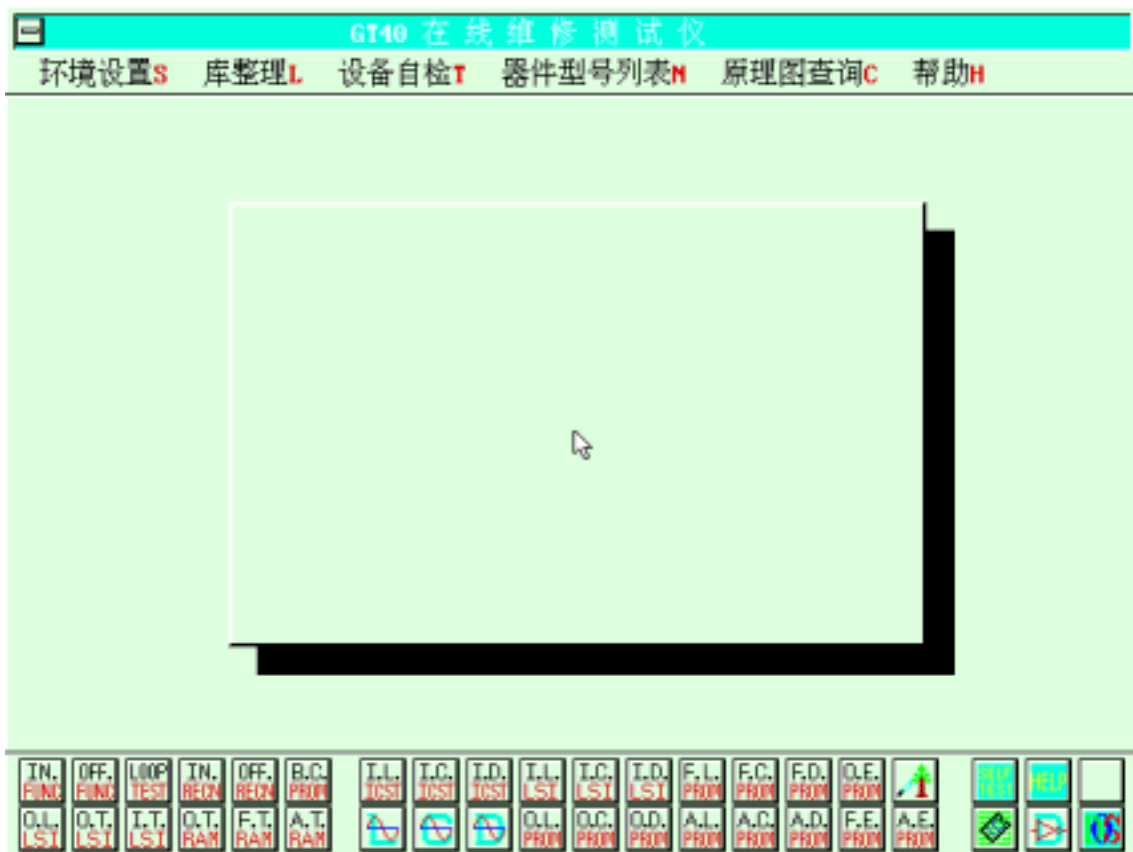 GT40 在线维修测试仪
环境设置S 库整理L 设备自检T 器件型号列表M 原理图查询C 帮助H
IN. OFF. LOOP IN. OFF. B.C. I.L. I.C. I.D. I.L. I.C. I.D. F.L. F.C. F.D. O.E.
FUNC FUNC TEST RECN RECN PROM ICST ICST ICST LSI LSI LSI PROM PROM PROM PROM SELF TEST HELP
O.L. O.T. I.T. O.T. F.T. A.T. O.L. O.C. O.D. A.L. A.C. A.D. F.E. A.E.
LSI LSI LSI RAM RAM RAM PROM PROM PROM PROM PROM PROM PROM PROM